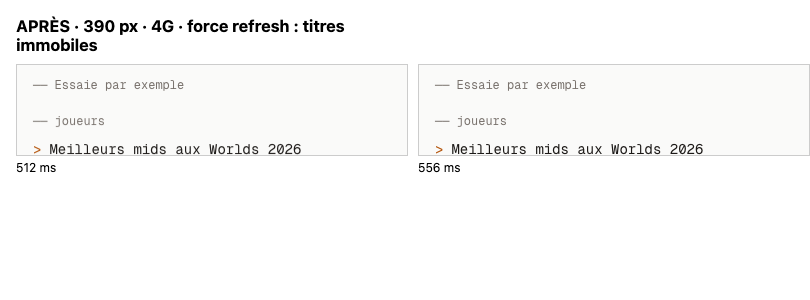 APRÈS · 390 px · 4G · force refresh : titres
immobiles
── Essaie par exemple
── joueurs
> Meilleurs mids aux Worlds 2026
512 ms
── Essaie par exemple
── joueurs
> Meilleurs mids aux Worlds 2026
556 ms